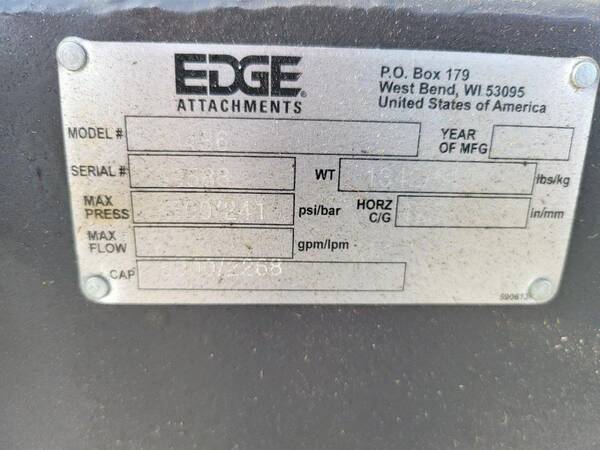 EDGE
ATTACHMENTS
P.O. Box 179
West Bend, WI 53095
United States of America
MODEL #
YEAR
OF MFG
SERIAL #
WT
lbs/kg
MAX
PRESS
psi/bar
HORZ
C/G
in/mm
MAX
FLOW
gpm/lpm
CAP